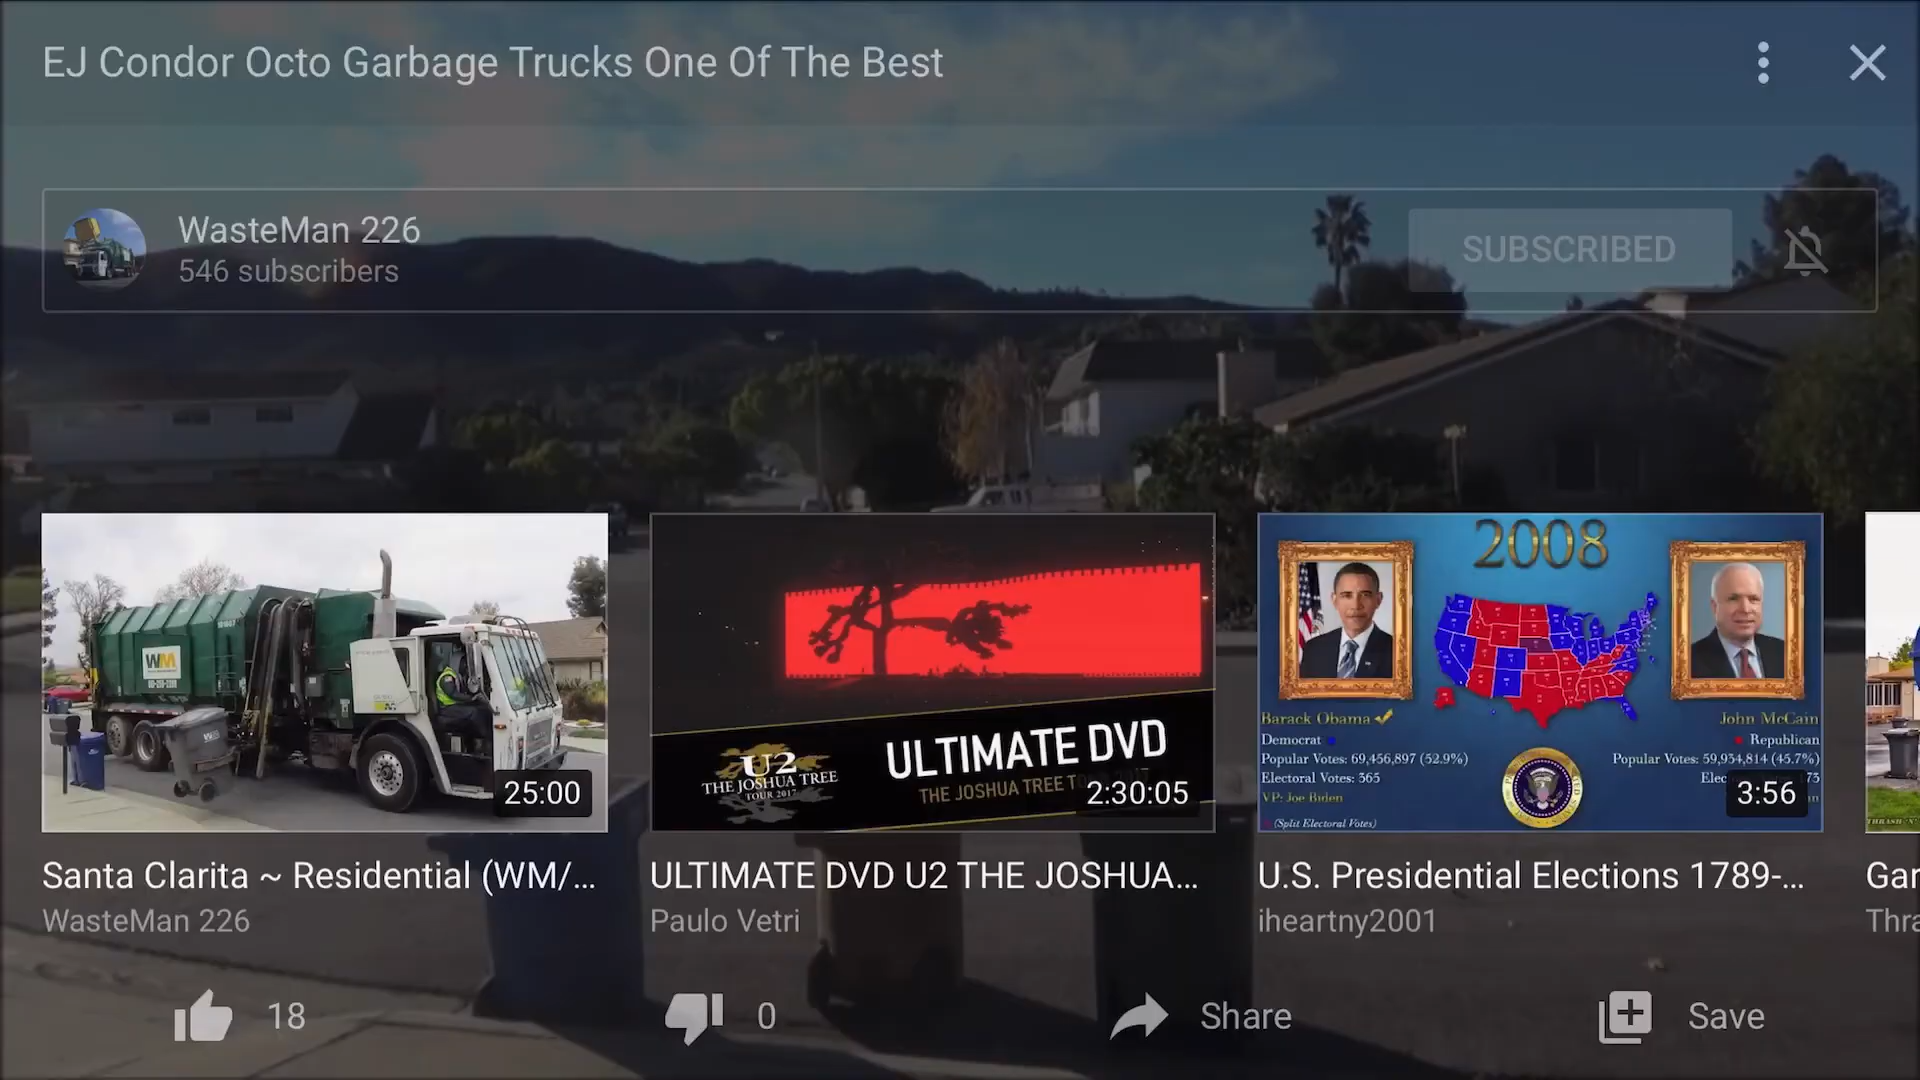 EJ Condor Octo Garbage Trucks One Of The Best
WasteMan 226
546 subscribers
SUBSCRIBED
WM
25:00
U2
THE JOSHUA TREE
TOUR 2017
ULTIMATE DVD
THE JOSHUA TREE
2:30:05
2008
Barack Obama
Democrat
Popular Votes: 69,456,897 (52.9%)
Electoral Votes: 365
VP: Joe Biden
(Split Electoral Votes)
John McCain
Republican
Popular Votes: 59,934,814 (45.7%)
3:56
Santa Clarita ~ Residential (WM/...
WasteMan 226
ULTIMATE DVD U2 THE JOSHUA...
Paulo Vetri
U.S. Presidential Elections 1789-...
iheartny2001
Gar
Thra
18
0
Share
Save